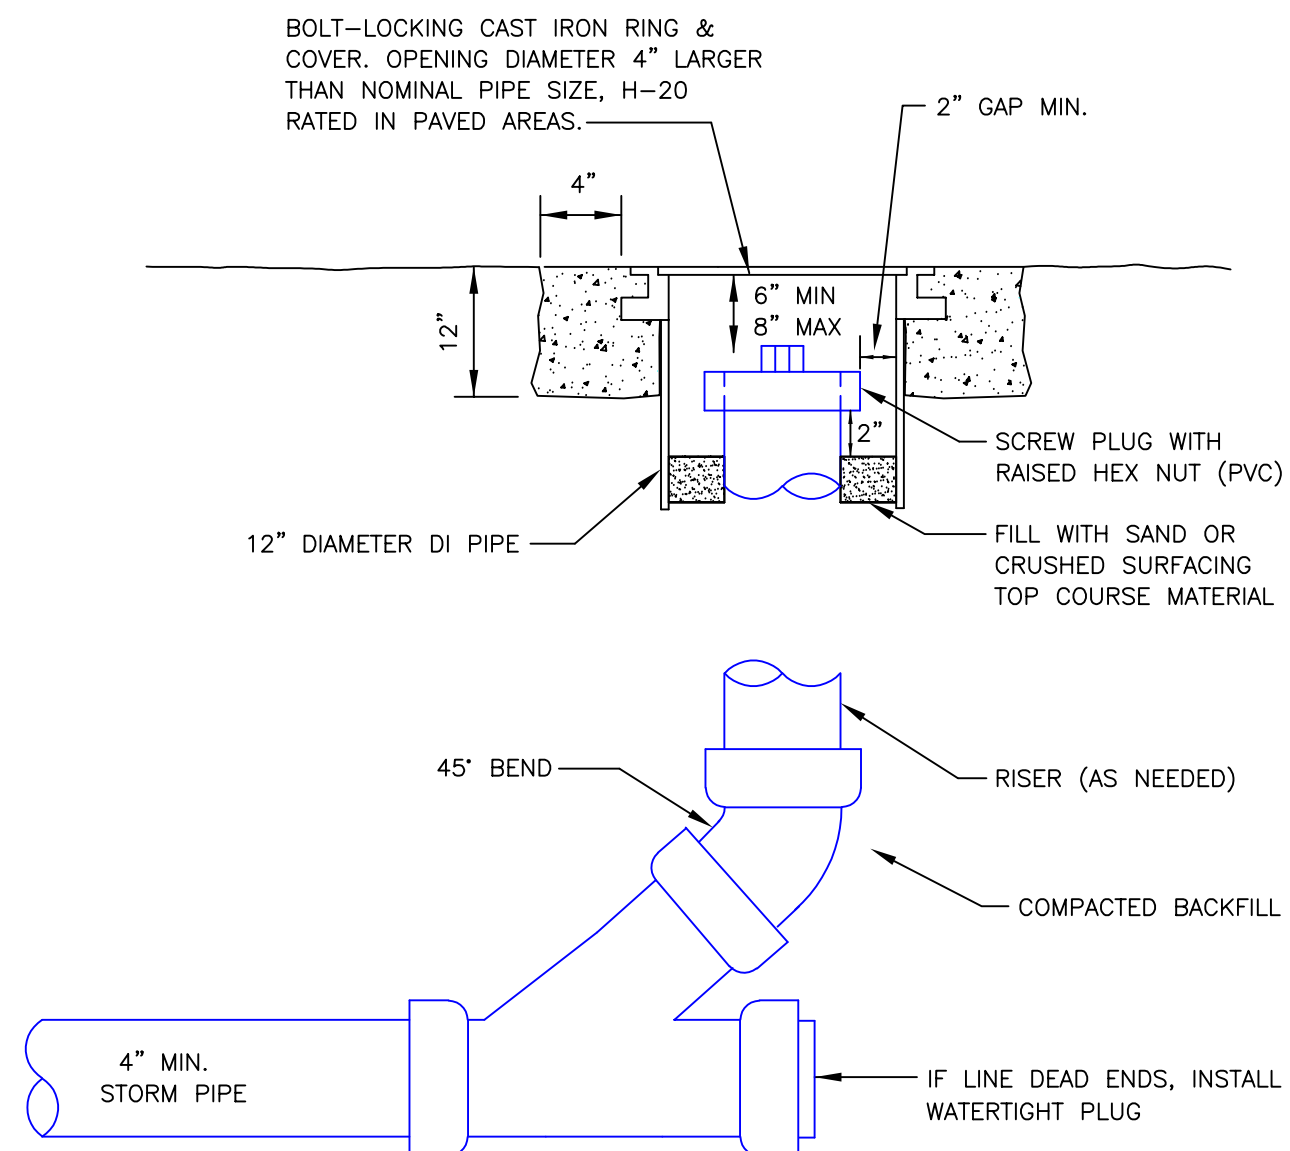 BOLT-LOCKING CAST IRON RING &
COVER. OPENING DIAMETER 4" LARGER
THAN NOMINAL PIPE SIZE, H-20
RATED IN PAVED AREAS.
2" GAP MIN.
4"
12"
6" MIN
8" MAX
2"
SCREW PLUG WITH
RAISED HEX NUT (PVC)
12" DIAMETER DI PIPE
FILL WITH SAND OR
CRUSHED SURFACING
TOP COURSE MATERIAL
45° BEND
RISER (AS NEEDED)
COMPACTED BACKFILL
4" MIN.
STORM PIPE
IF LINE DEAD ENDS, INSTALL
WATERTIGHT PLUG